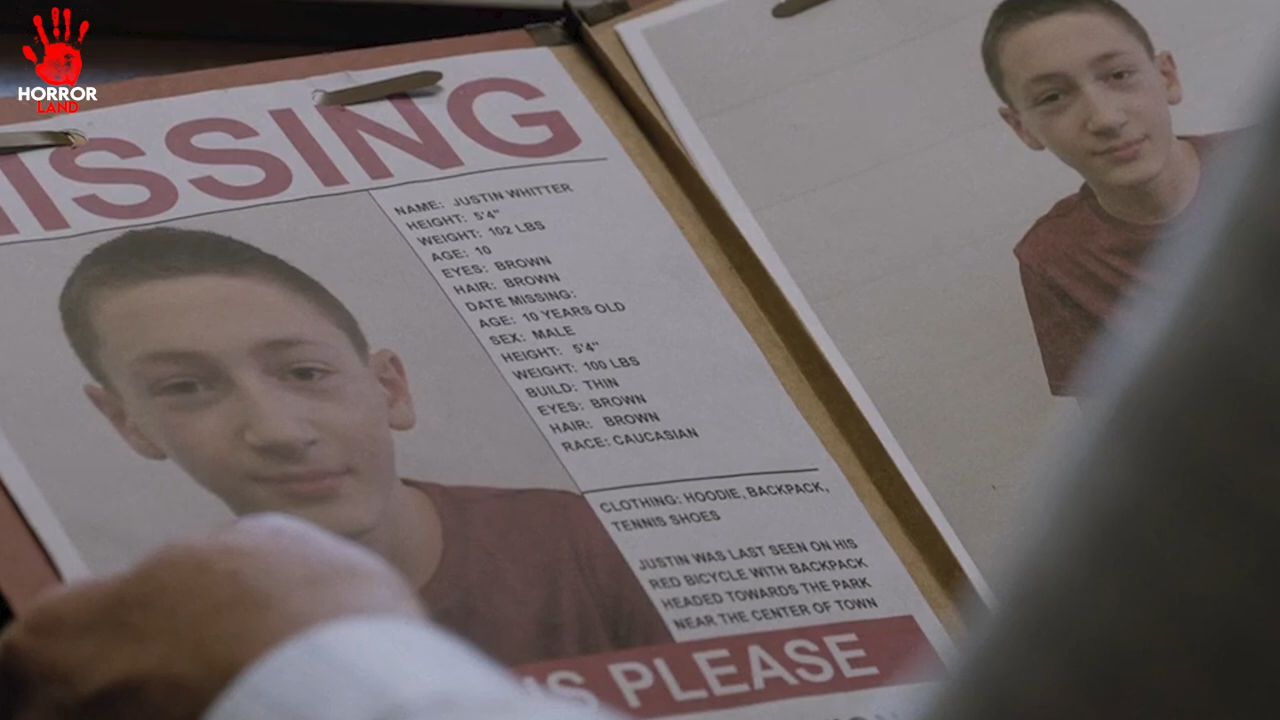 HORROR
LAND
ISSING
NAME: JUSTIN WHITTER
HEIGHT: 5'4"
WEIGHT: 102 LBS
AGE: 10
EYES: BROWN
HAIR: BROWN
DATE MISSING:
AGE: 10 YEARS OLD
SEX: MALE
HEIGHT: 5'4"
WEIGHT: 100 LBS
BUILD: THIN
EYES: BROWN
HAIR: BROWN
RACE: CAUCASIAN
CLOTHING: HOODIE, BACKPACK,
TENNIS SHOES
JUSTIN WAS LAST SEEN ON HIS
RED BICYCLE WITH BACKPACK
HEADED TOWARDS THE PARK
NEAR THE CENTER OF TOWN
PLEASE